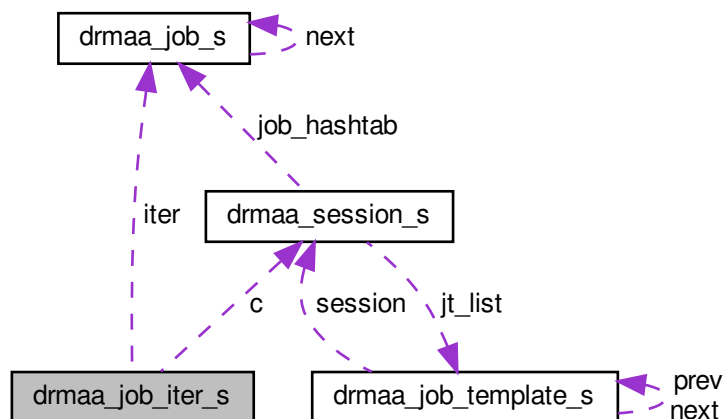 drmaa_job_s
next
job_hashtab
iter
drmaa_session_s
c
session
jt_list
drmaa_job_iter_s
drmaa_job_template_s
prev
next